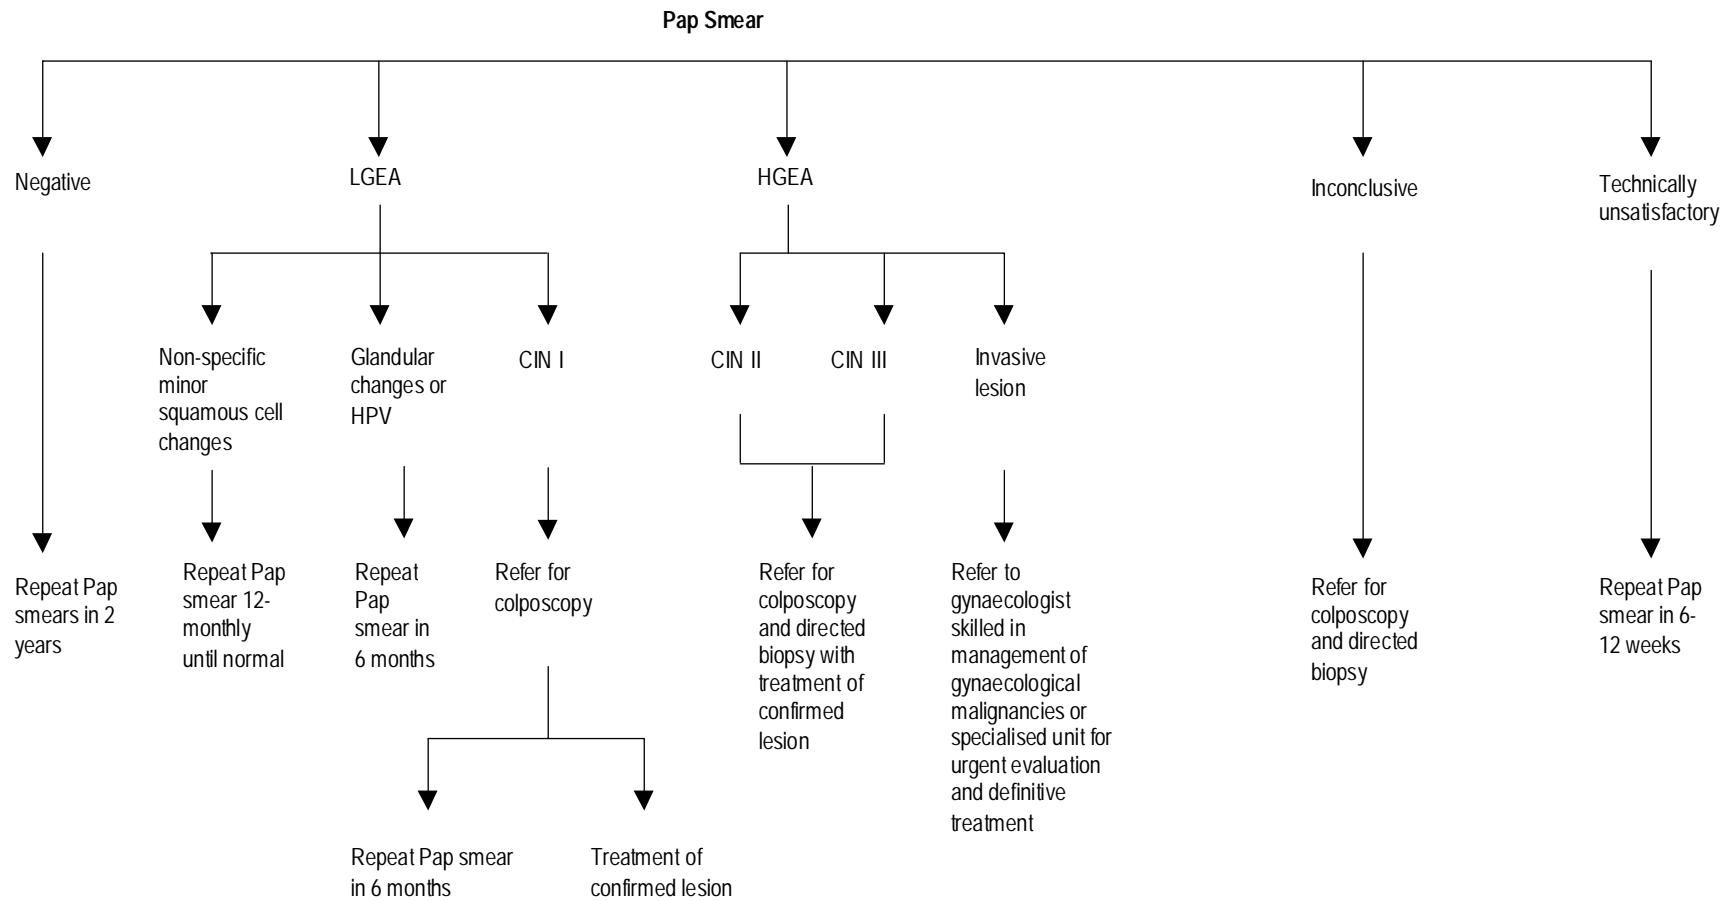 Pap Smear
Negative
LGEA
HGEA
Inconclusive
Technically
unsatisfactory
Non-specific
minor
squamous cell
changes
Glandular
changes or
HPV
CIN I
CIN II
CIN III
Invasive
lesion
Repeat Pap
smears in 2
years
Repeat Pap
smear 12-
monthly
until normal
Repeat
Pap
smear in
6 months
Refer for
colposcopy
Refer for
colposcopy
and directed
biopsy with
treatment of
confirmed
lesion
Refer to
gynaecologist
skilled in
management of
gynaecological
malignancies or
specialised unit for
urgent evaluation
and definitive
treatment
Refer for
colposcopy
and directed
biopsy
Repeat Pap
smear in 6-
12 weeks
Repeat Pap smear
in 6 months
Treatment of
confirmed lesion